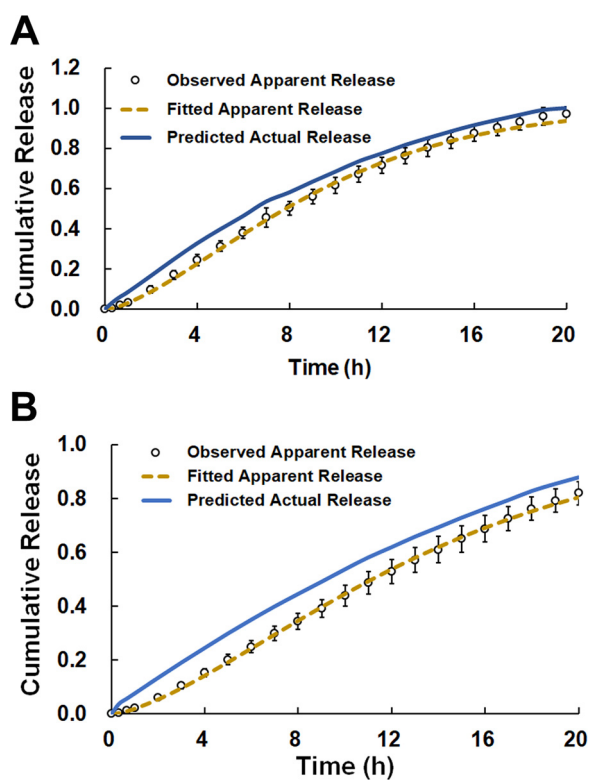 A
1.2
1.0
0.8
0.6
0.4
0.2
0.0
Cumulative Release
Observed Apparent Release
Fitted Apparent Release
Predicted Actual Release
0 4 8 12 16 20
Time (h)
B
1.0
0.8
0.6
0.4
0.2
0.0
Cumulative Release
Observed Apparent Release
Fitted Apparent Release
Predicted Actual Release
0 4 8 12 16 20
Time (h)